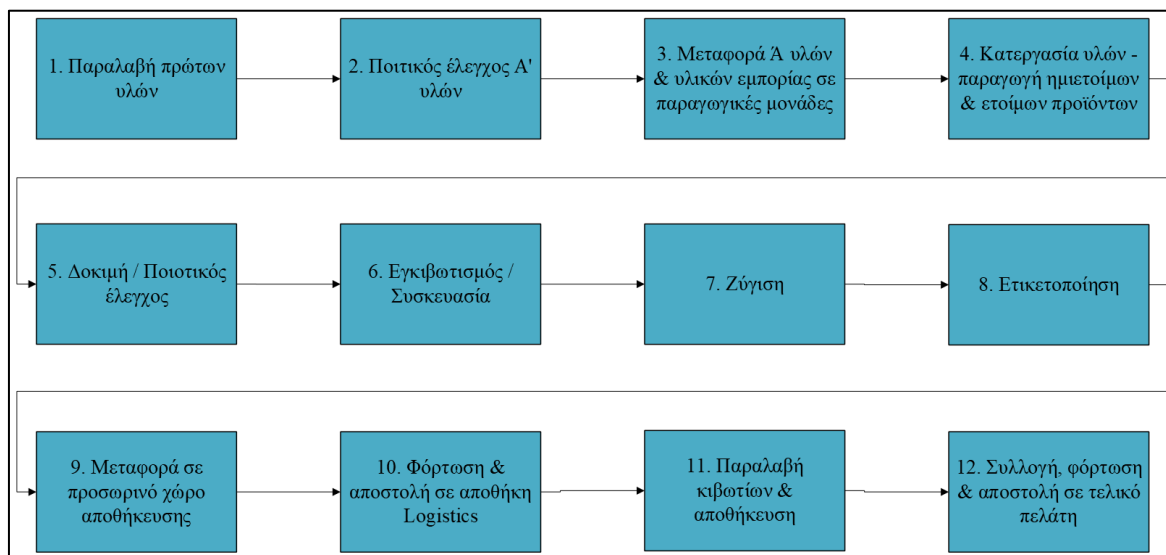 1. Παραλαβή πρώτων
υλών
2. Ποιτικός έλεγχος Α'
υλών
3. Μεταφορά Ά υλών
& υλικών εμπορίας σε
παραγωγικές μονάδες
4. Κατεργασία υλών -
παραγωγή ημιετοίμων
& ετοίμων προϊόντων
5. Δοκιμή / Ποιοτικός
έλεγχος
6. Εγκιβωτισμός /
Συσκευασία
7. Ζύγιση
8. Ετικετοποίηση
9. Μεταφορά σε
προσωρινό χώρο
αποθήκευσης
10. Φόρτωση &
αποστολή σε αποθήκη
Logistics
11. Παραλαβή
κιβωτίων &
αποθήκευση
12. Συλλογή, φόρτωση
& αποστολή σε τελικό
πελάτη